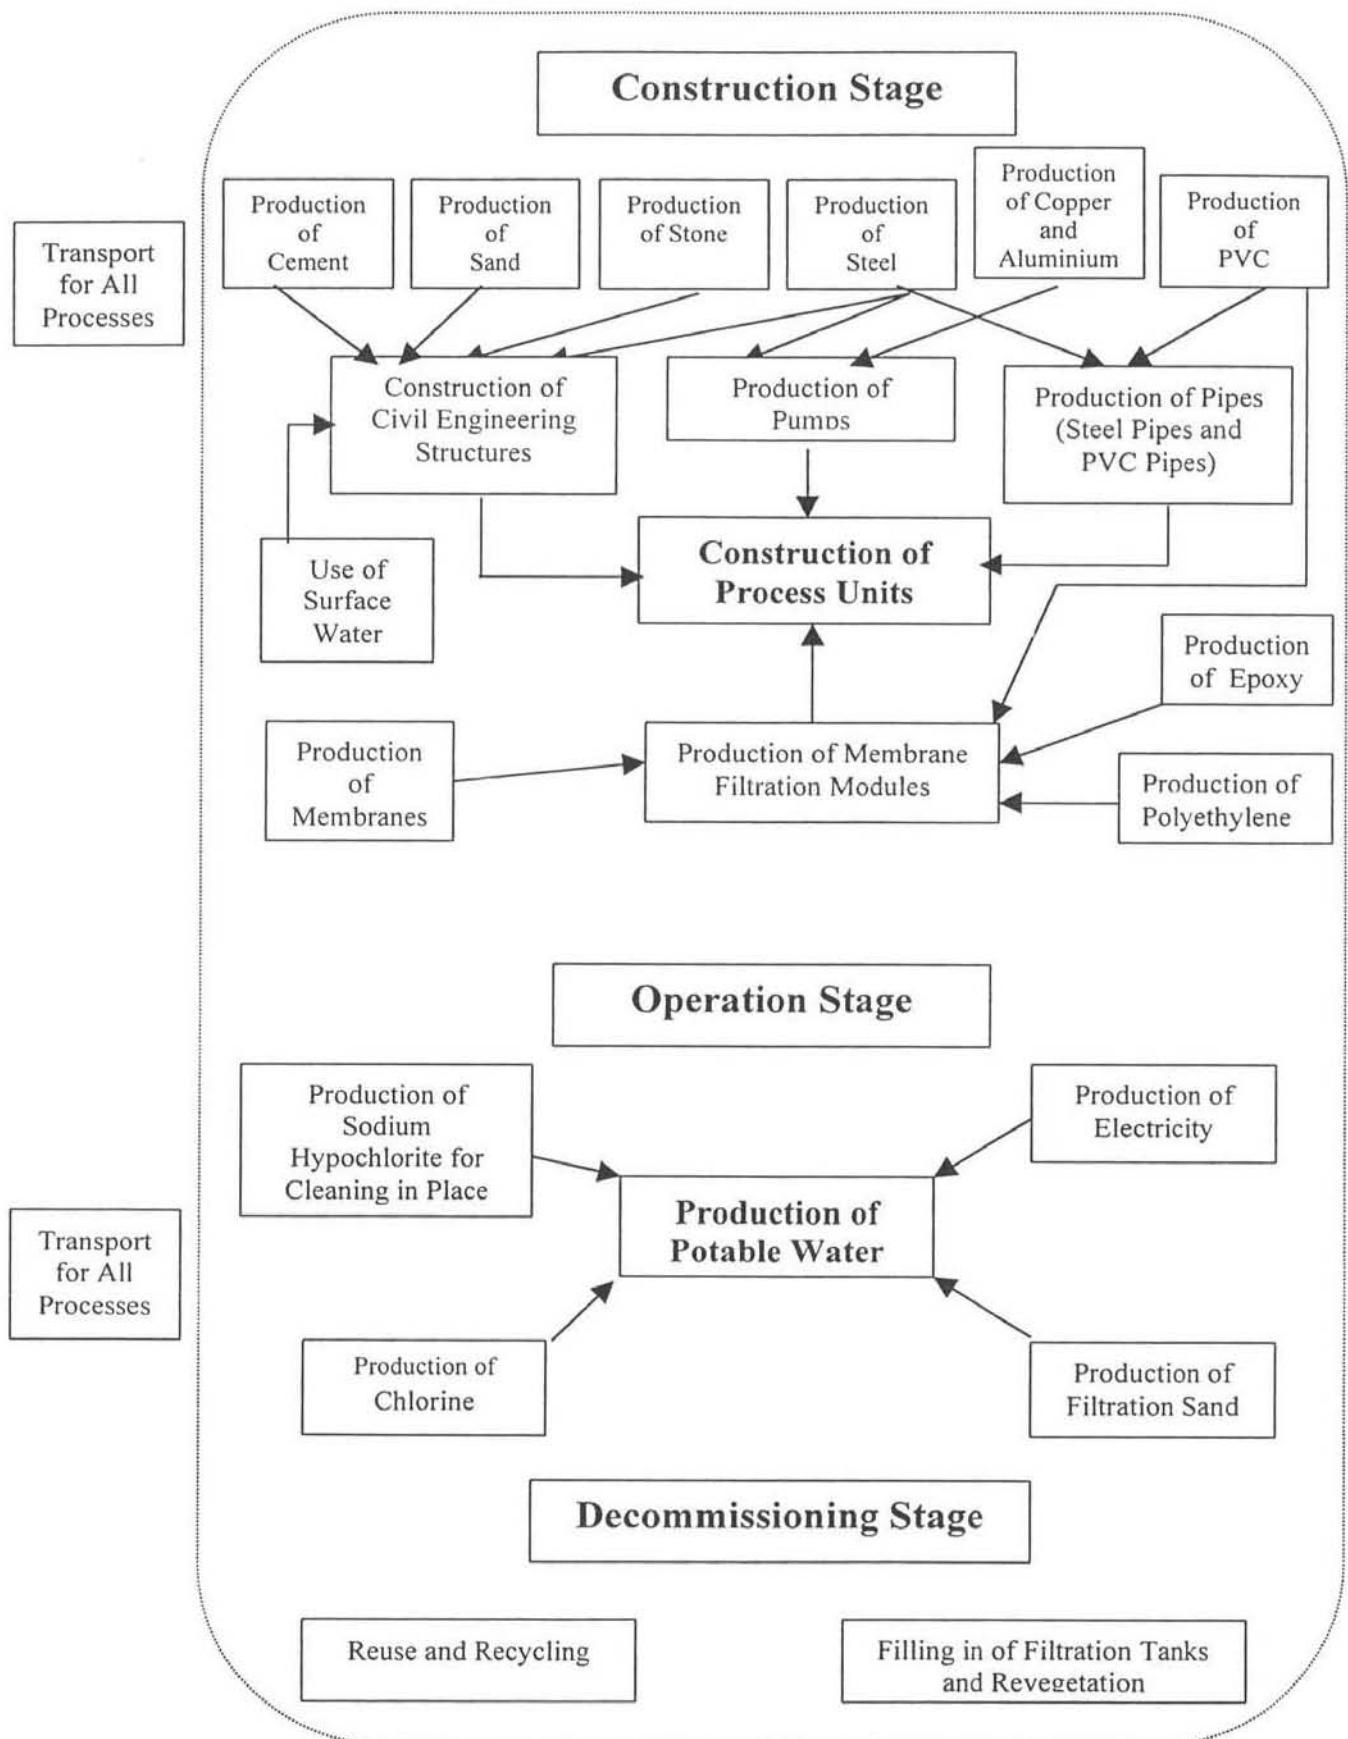 Construction Stage
Production
of
Cement
Production
of
Sand
Production
of Stone
Production
of
Steel
Production
of Copper
and
Aluminium
Production
of
PVC
Transport
for All
Processes
Construction of
Civil Engineering
Structures
Production of
Pumps
Production of Pipes
(Steel Pipes and
PVC Pipes)
Use of
Surface
Water
Construction of
Process Units
Production
of Epoxy
Production
of
Membranes
Production of Membrane
Filtration Modules
Production of
Polyethylene
Operation Stage
Production of
Sodium
Hypochlorite for
Cleaning in Place
Production of
Electricity
Transport
for All
Processes
Production of
Potable Water
Production of
Chlorine
Production of
Filtration Sand
Decommissioning Stage
Reuse and Recycling
Filling in of Filtration Tanks
and Revegetation